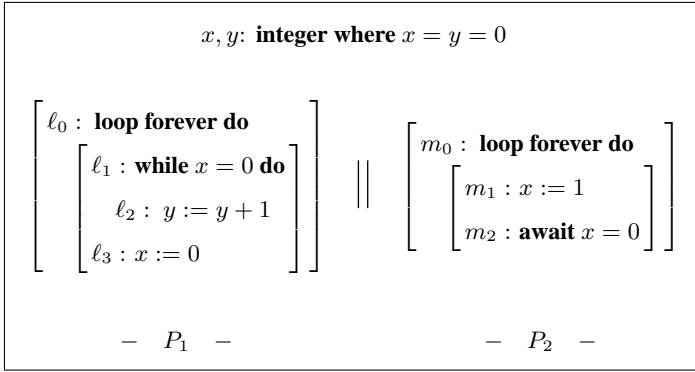 x, y: integer where x = y = 0
ℓ0 : loop forever do
ℓ1 : while x = 0 do
ℓ2 : y := y + 1
ℓ3 : x := 0
||
m0 : loop forever do
m1 : x := 1
m2 : await x = 0
− P1 −
− P2 −